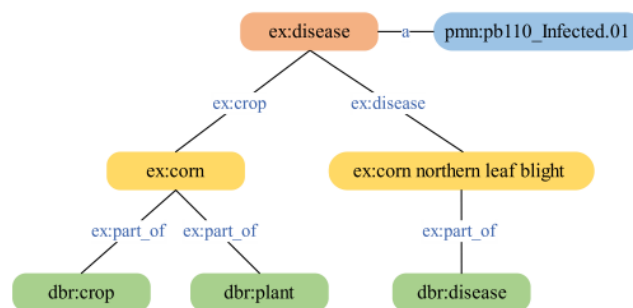 ex:disease
a
pmn:pb110_Infected.01
ex:crop
ex:disease
ex:corn
ex:corn northern leaf blight
ex:part_of
ex:part_of
ex:part_of
dbr:crop
dbr:plant
dbr:disease